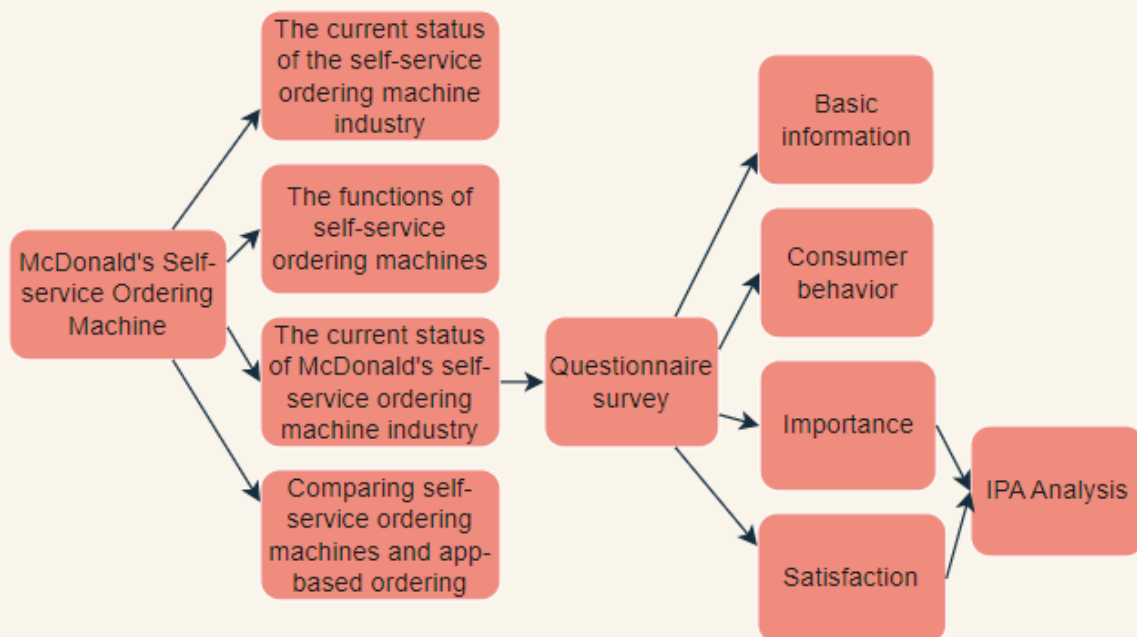 The current status
of the self-service
ordering machine
industry
The functions of
self-service
ordering machines
McDonald's Self-
service Ordering
Machine
The current status
of McDonald's self-
service ordering
machine industry
Comparing self-
service ordering
machines and app-
based ordering
Questionnaire
survey
Basic
information
Consumer
behavior
Importance
Satisfaction
IPA Analysis